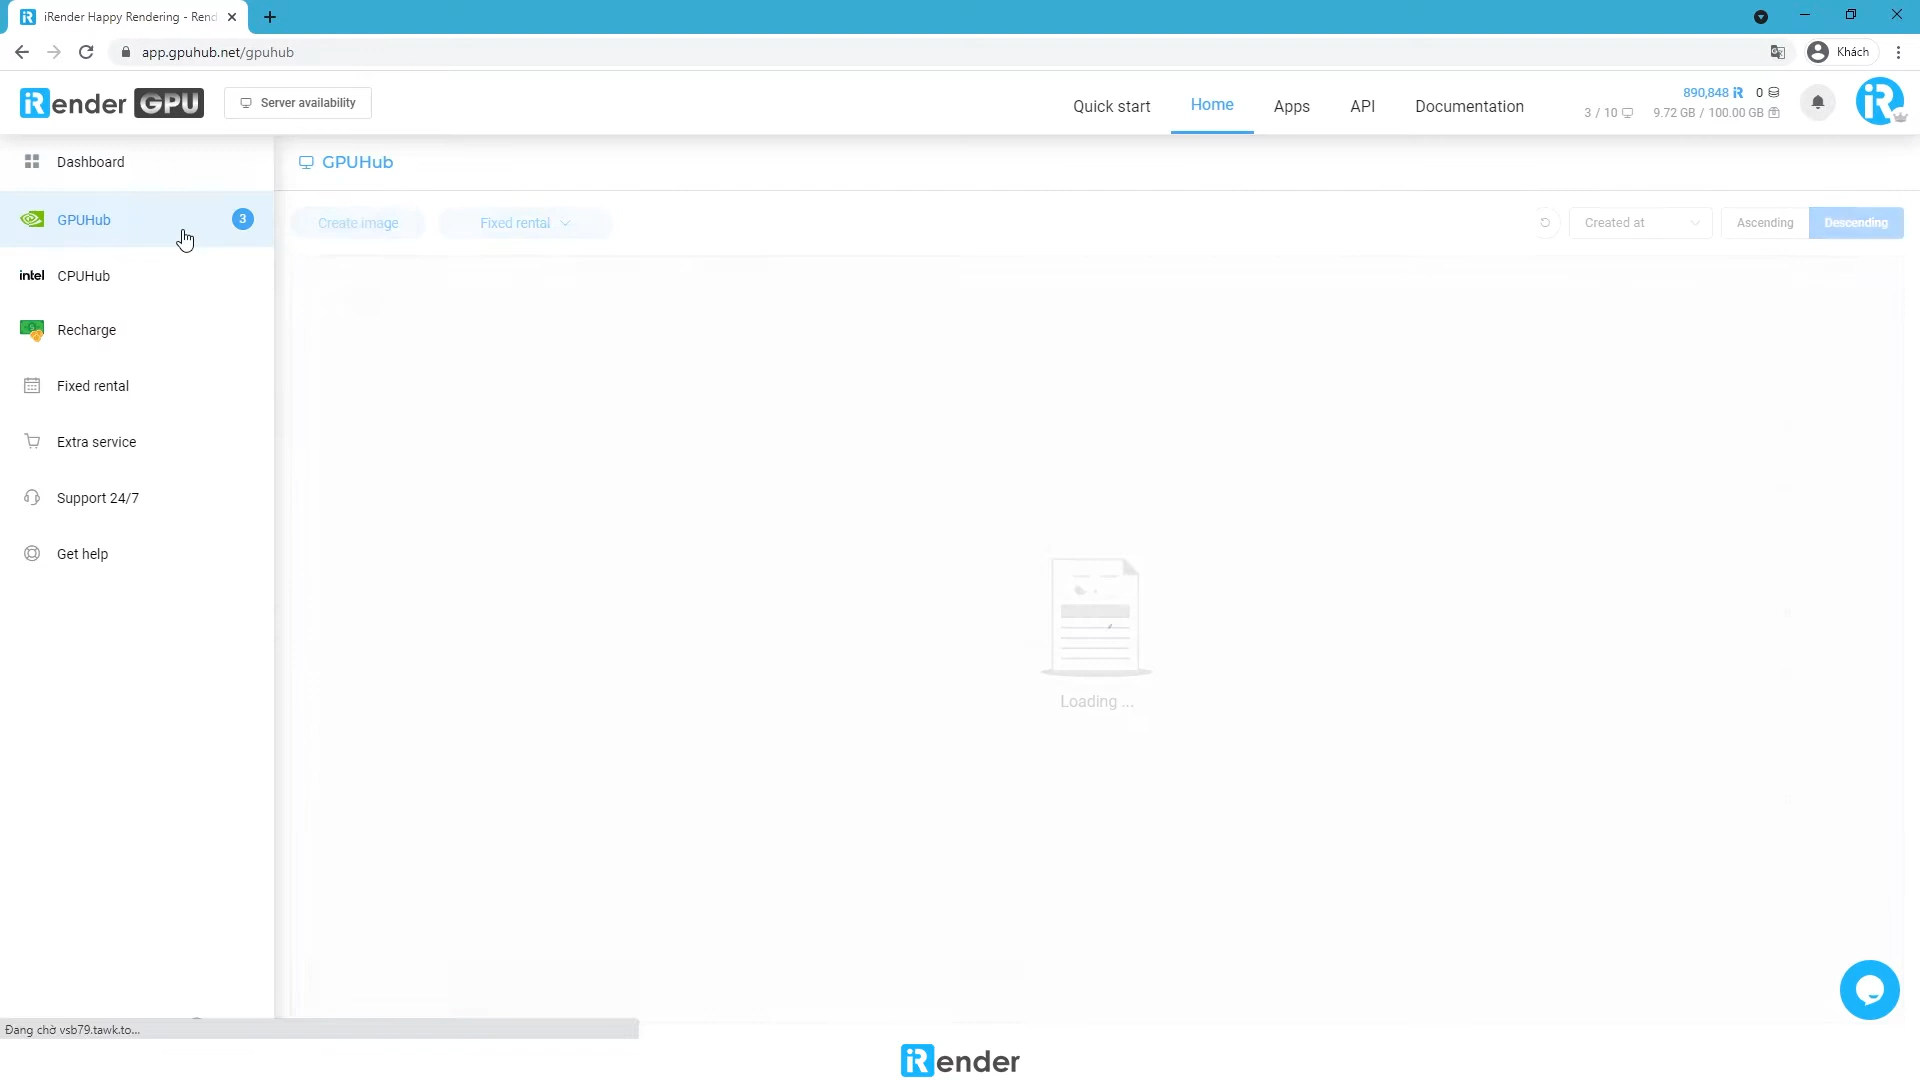 iRender Happy Rendering - Rend
app.gpuhub.net/gpuhub
Khách
iRender GPU
Server availability
Quick start
Home
Apps
API
Documentation
890,848 iR
0
3 / 10
9.72 GB / 100.00 GB
iR
Dashboard
GPUHub
GPUHub
3
Create image
Fixed rental
Created at
Ascending
Descending
intel
CPUHub
Recharge
Fixed rental
Extra service
Support 24/7
Get help
Loading ...
Đang chờ vsb79.tawk.to...
iRender